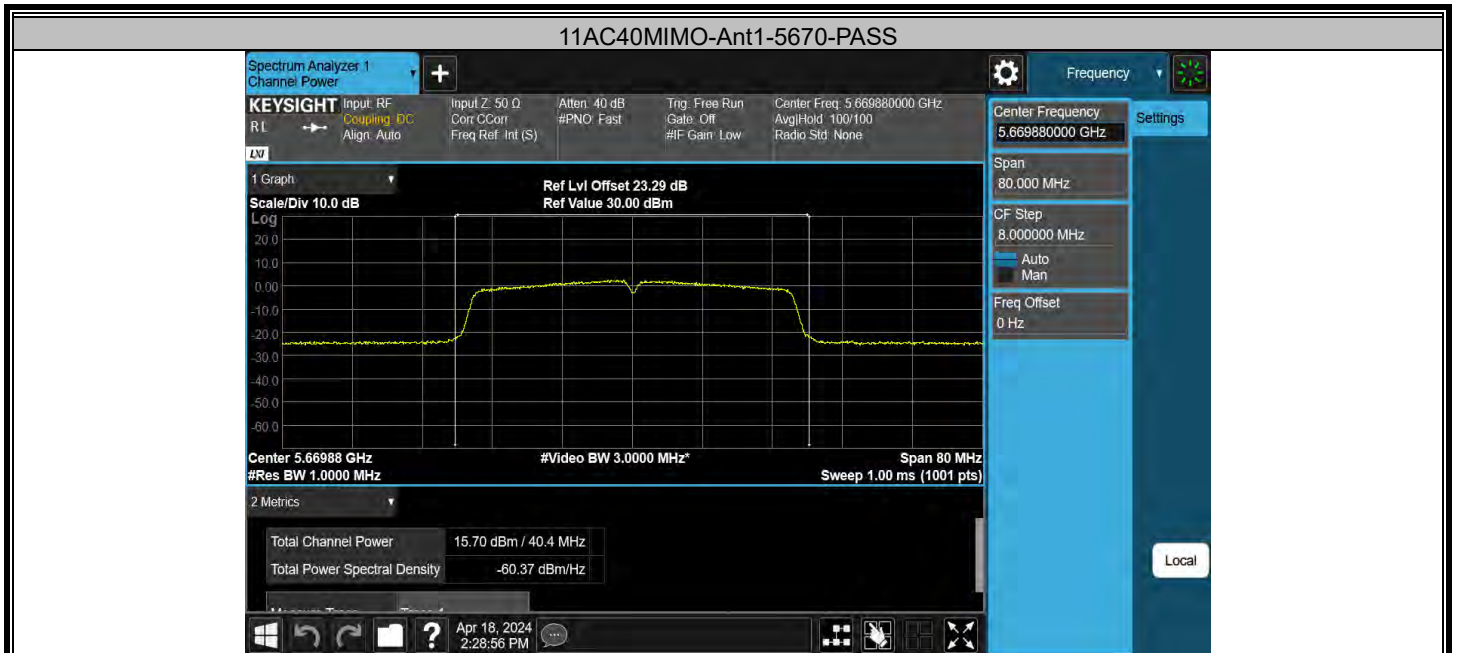 11AC40MIMO-Ant1-5670-PASS
Spectrum Analyzer 1
Channel Power
Frequency
KEYSIGHT
R L
LXI
Input: RF
Coupling: DC
Align: Auto
Input Z: 50 Ω
Corr CCorr
Freq Ref: Int (S)
Atten: 40 dB
#PNO: Fast
Trig: Free Run
Gate: Off
#IF Gain: Low
Center Freq: 5.669880000 GHz
Avg|Hold: 100/100
Radio Std: None
Center Frequency
5.669880000 GHz
Settings
Span
80.000 MHz
CF Step
8.000000 MHz
Auto
Man
Freq Offset
0 Hz
1 Graph
Scale/Div 10.0 dB
Ref Lvl Offset 23.29 dB
Ref Value 30.00 dBm
Log
20.0
10.0
0.00
-10.0
-20.0
-30.0
-40.0
-50.0
-60.0
Center 5.66988 GHz
#Video BW 3.0000 MHz*
Span 80 MHz
#Res BW 1.0000 MHz
Sweep 1.00 ms (1001 pts)
2 Metrics
Total Channel Power 15.70 dBm / 40.4 MHz
Total Power Spectral Density -60.37 dBm/Hz
Local
?
Apr 18, 2024
2:28:56 PM